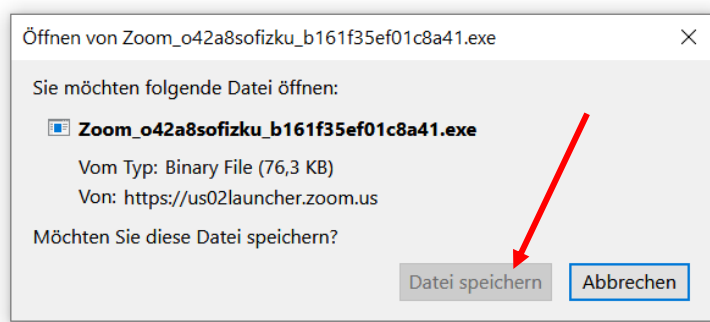 Öffnen von Zoom_o42a8sofizku_b161f35ef01c8a41.exe
Sie möchten folgende Datei öffnen:
Zoom_o42a8sofizku_b161f35ef01c8a41.exe
Vom Typ: Binary File (76,3 KB)
Von: https://us02launcher.zoom.us
Möchten Sie diese Datei speichern?
Datei speichern Abbrechen